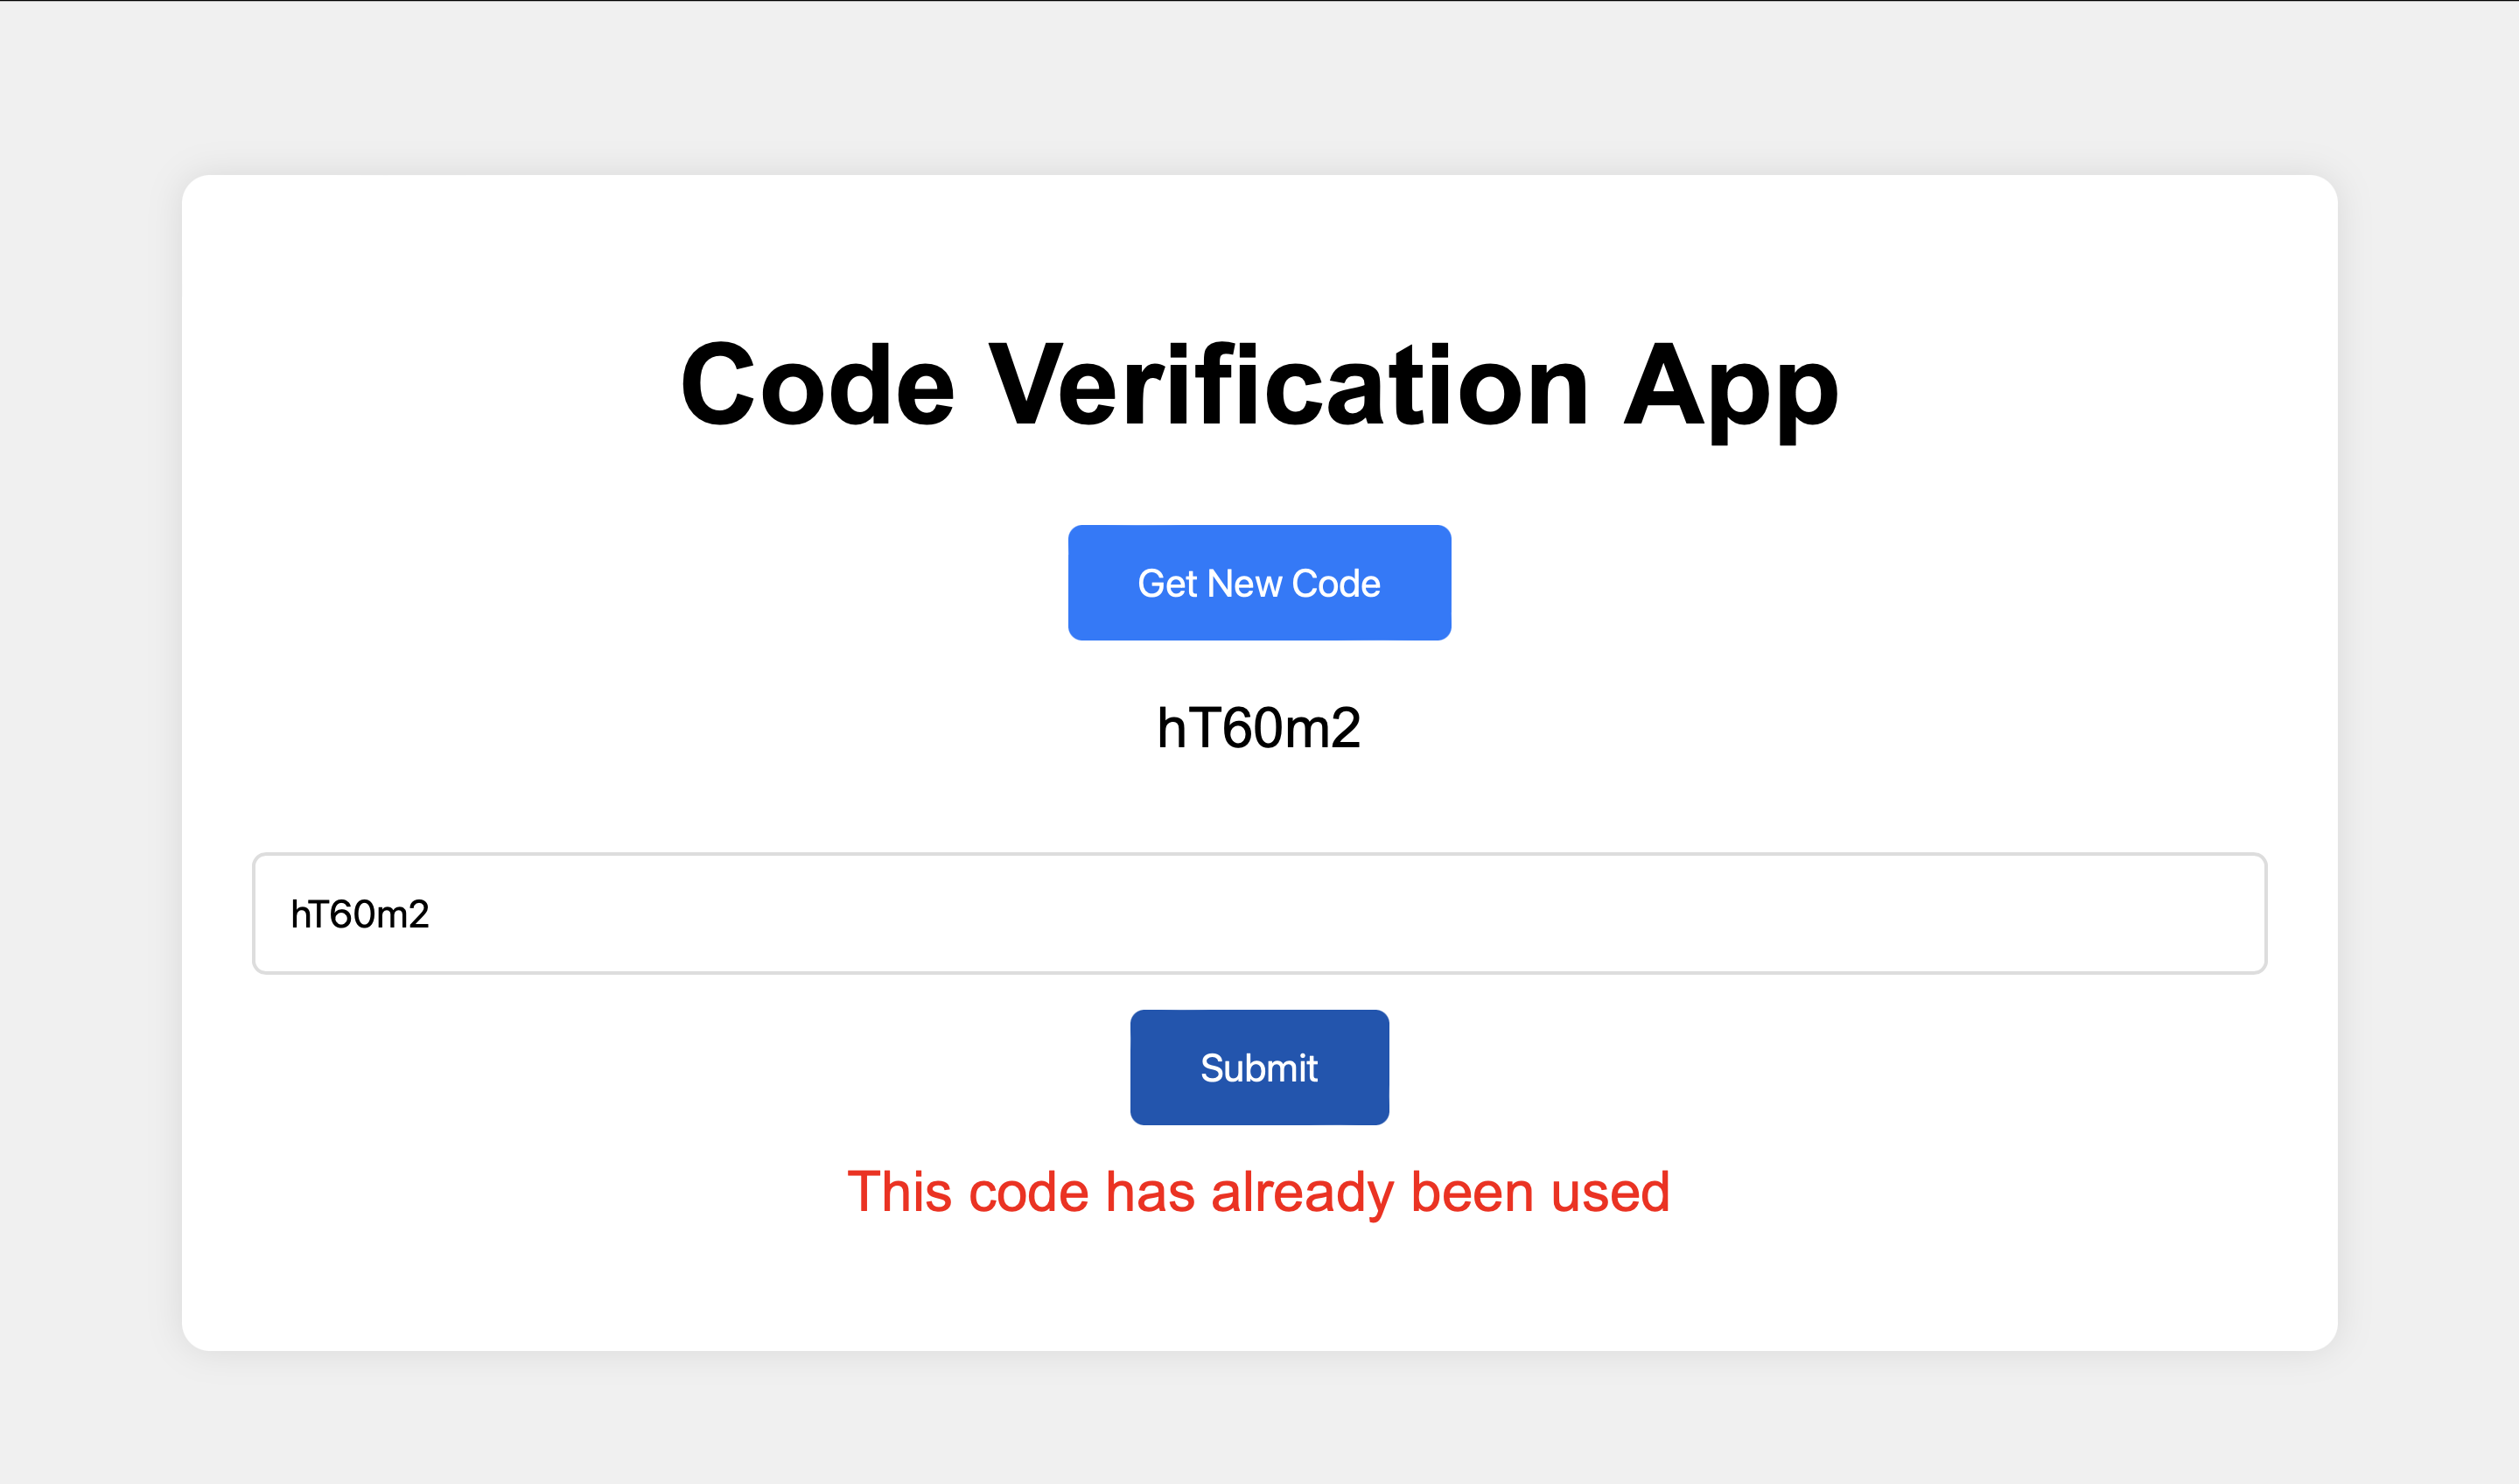 Code Verification App
Get New Code
hT60m2
hT60m2
Submit
This code has already been used